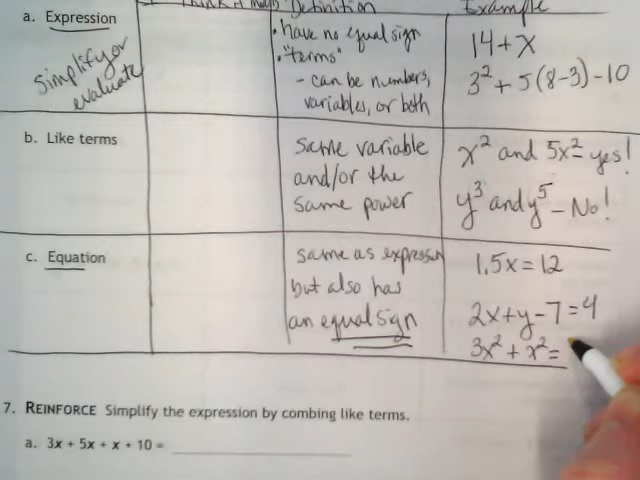 I Think it means Definition Example
a. Expression
simplify or
evaluate
• have no equal sign
• "terms"
- can be numbers,
variables, or both
14 + x
3² + 5(8-3) - 10
b. Like terms
same variable
and/or the
same power
x² and 5x² - yes!
y³ and y⁵ - No!
c. Equation
same as expression
but also has
an equal sign
1.5x = 12
2x + y - 7 = 4
3x² + x² =
7. REINFORCE Simplify the expression by combing like terms.
a. 3x + 5x + x + 10 =